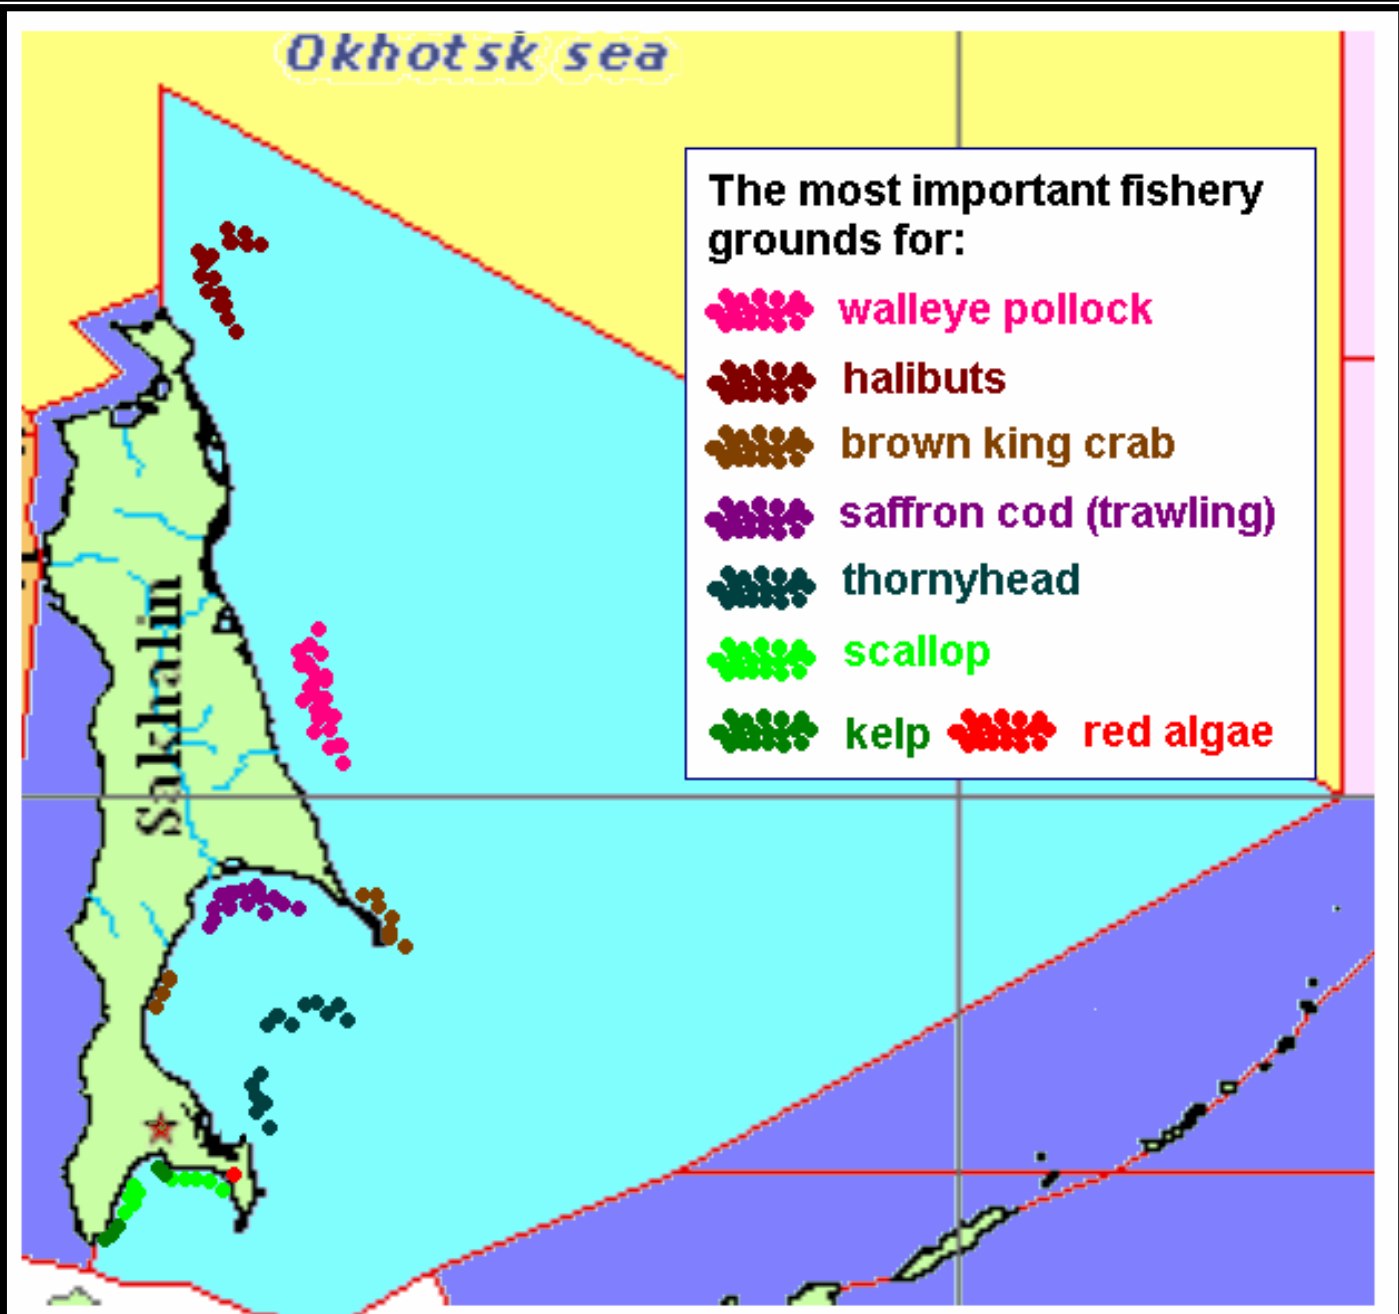 Okhotsk sea
The most important fishery
grounds for:
walleye pollock
halibuts
brown king crab
saffron cod (trawling)
thornyhead
scallop
kelp red algae
Sakhalin